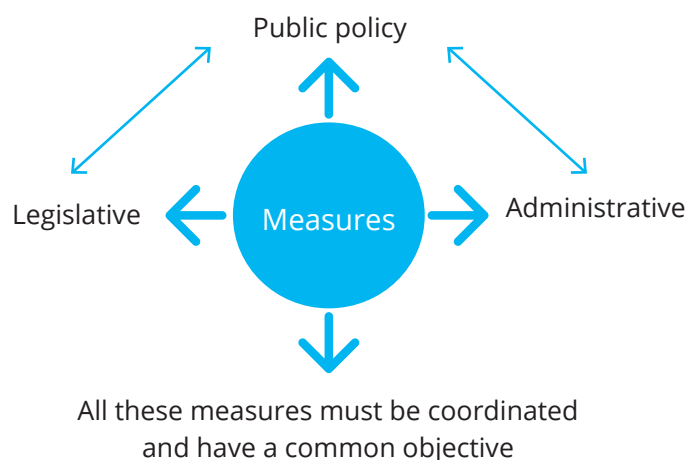 Public policy
Legislative
Measures
Administrative
All these measures must be coordinated
and have a common objective